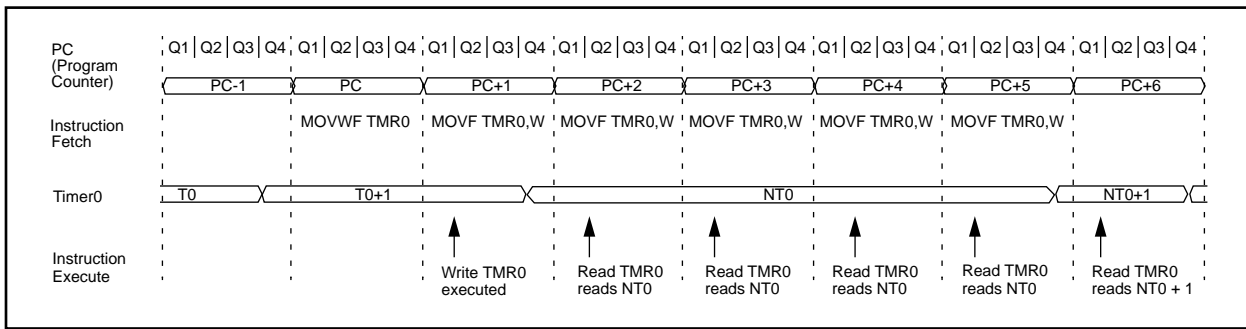 PC
(Program
Counter)
Q1 Q2 Q3 Q4 Q1 Q2 Q3 Q4 Q1 Q2 Q3 Q4 Q1 Q2 Q3 Q4 Q1 Q2 Q3 Q4 Q1 Q2 Q3 Q4 Q1 Q2 Q3 Q4 Q1 Q2 Q3 Q4
PC-1 PC PC+1 PC+2 PC+3 PC+4 PC+5 PC+6
Instruction
Fetch
MOVWF TMR0 MOVF TMR0,W MOVF TMR0,W MOVF TMR0,W MOVF TMR0,W MOVF TMR0,W
Timer0
T0 T0+1 NT0 NT0+1
Instruction
Execute
Write TMR0
executed
Read TMR0
reads NT0
Read TMR0
reads NT0
Read TMR0
reads NT0
Read TMR0
reads NT0
Read TMR0
reads NT0 + 1